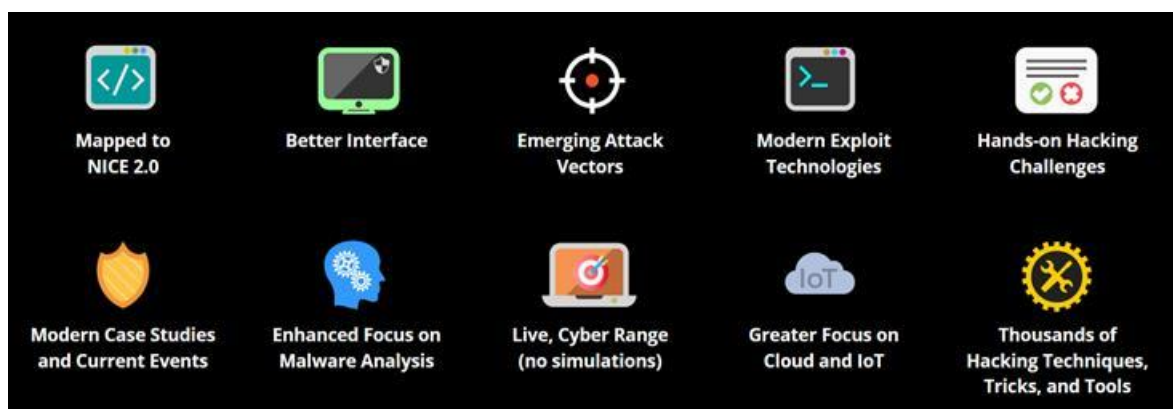 Mapped to
NICE 2.0
Better Interface
Emerging Attack
Vectors
Modern Exploit
Technologies
Hands-on Hacking
Challenges
Modern Case Studies
and Current Events
Enhanced Focus on
Malware Analysis
Live, Cyber Range
(no simulations)
IoT
Greater Focus on
Cloud and IoT
Thousands of
Hacking Techniques,
Tricks, and Tools